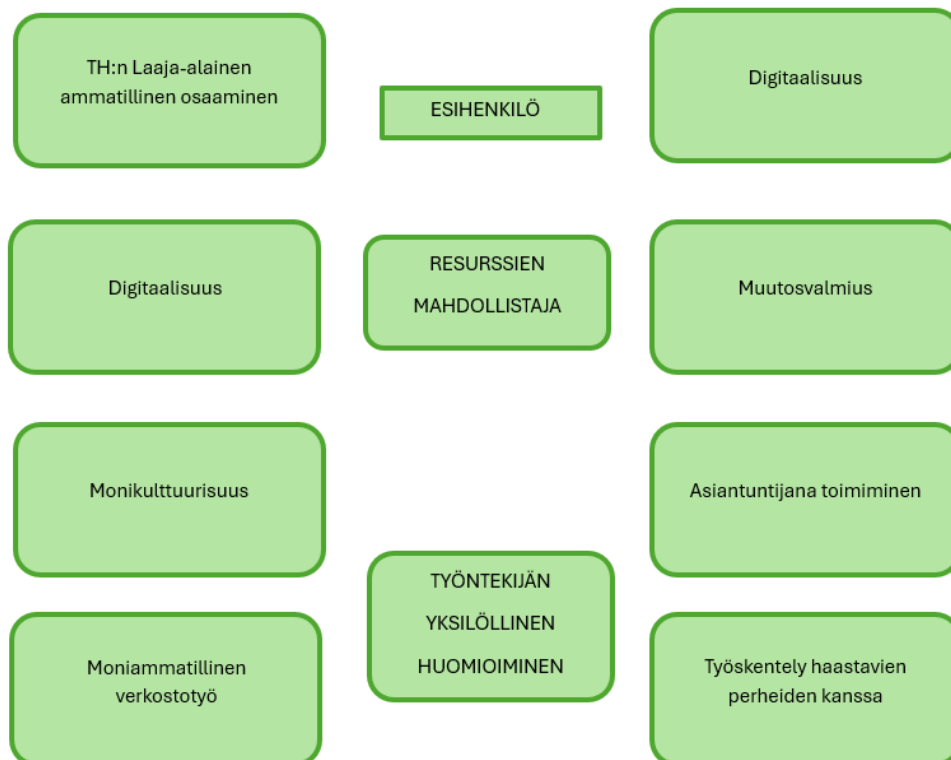 TH:n Laaja-alainen
ammatillinen osaaminen
ESIHENKILÖ
Digitaalisuus
Digitaalisuus
RESURSSIEN
MAHDOLLISTAJA
Muutosvalmius
Monikulttuurisuus
Asiantuntijana toimiminen
TYÖNTEKIJÄN
YKSILÖLLINEN
HUOMIOIMINEN
Moniammatillinen
verkostotyö
Työskentely haastavien
perheiden kanssa